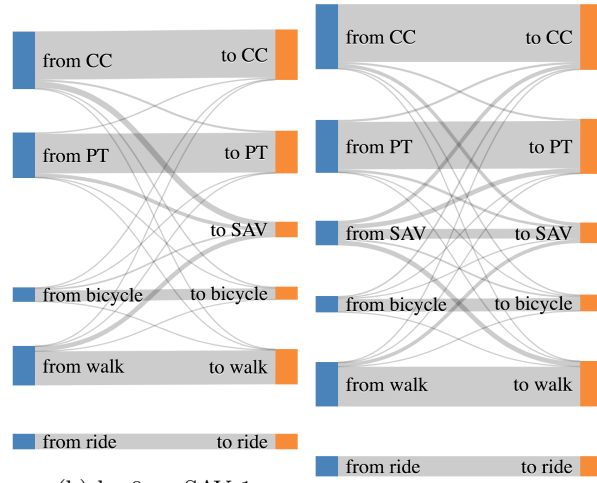 from CC to CC
from PT to PT
to SAV
from bicycle to bicycle
from walk to walk
from ride to ride
from CC to CC
from PT to PT
from SAV to SAV
from bicycle to bicycle
from walk to walk
from ride to ride